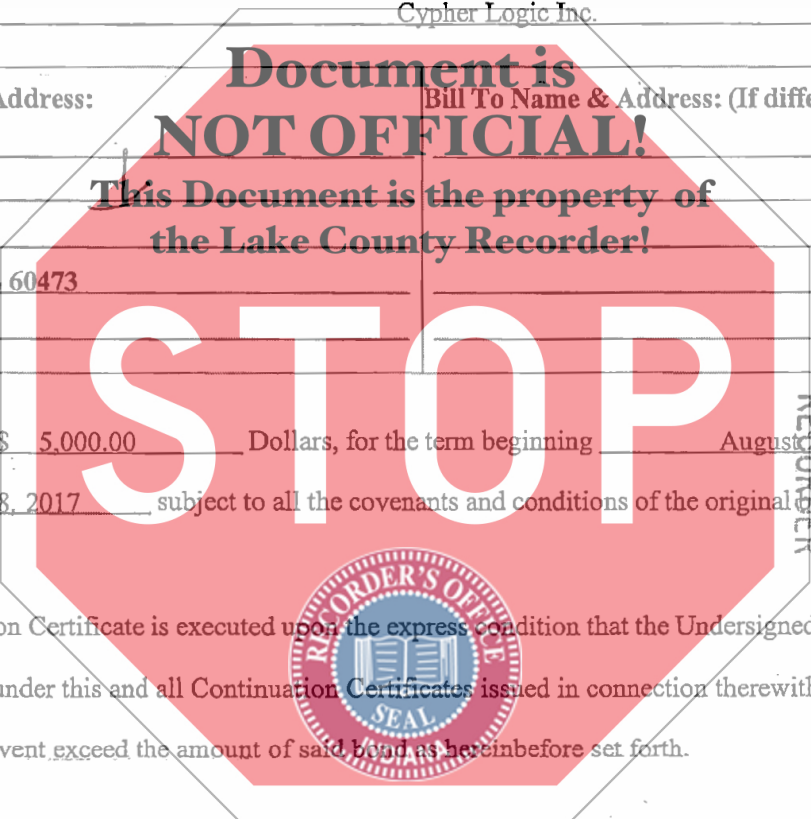 Cypher Logic Inc.
Document is
Address:
Bill To Name & Address: (If diffe
NOT OFFICIAL!
This Document is the property of
the Lake County Recorder!
60473
STOP
$ 5,000.00 Dollars, for the term beginning August
8, 2017 subject to all the covenants and conditions of the original b
RECORDER
RECORDER'S OFFICE
on Certificate is executed upon the express condition that the Undersigned
under this and all Continuation Certificates issued in connection therewith
SEAL
INDIANA
vent exceed the amount of said bond as hereinbefore set forth.